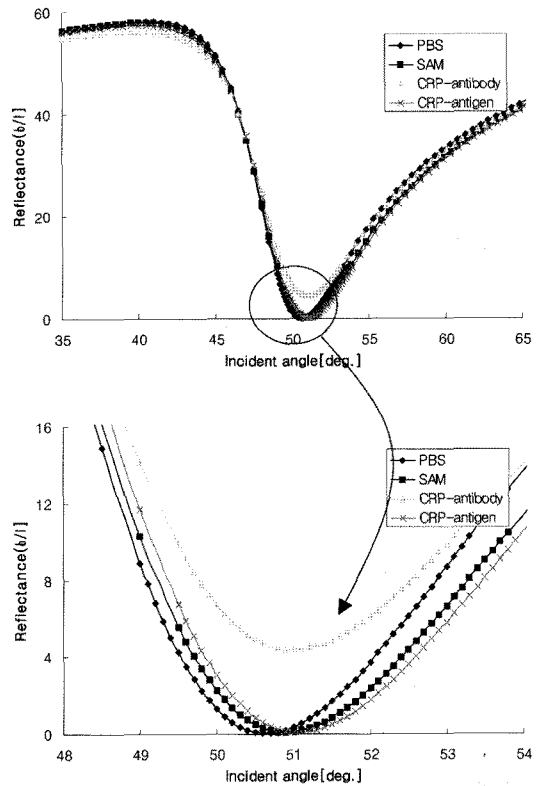 60
40
20
0
Reflectance(%)
PBS
SAM
CRP-antibody
CRP-antigen
35 40 45 50 55 60 65
Incident angle[deg.]
16
12
8
4
0
Reflectance(%)
PBS
SAM
CRP-antibody
CRP-antigen
48 49 50 51 52 53 54
Incident angle[deg.]